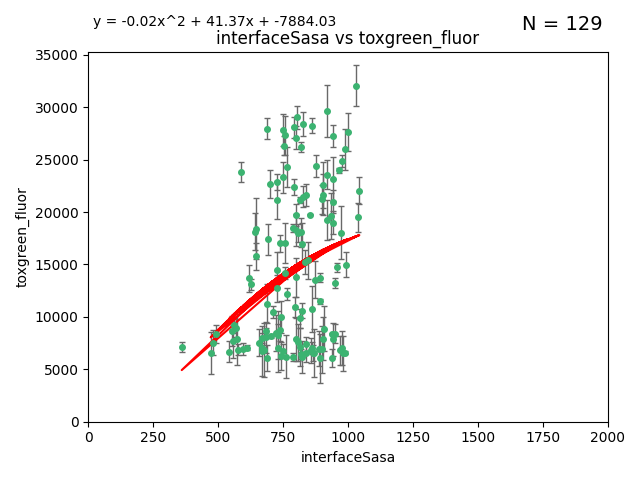 y = -0.02x^2 + 41.37x + -7884.03
N = 129
interfaceSasa vs toxgreen_fluor
35000
30000
25000
20000
15000
10000
5000
0
toxgreen_fluor
0 250 500 750 1000 1250 1500 1750 2000
interfaceSasa